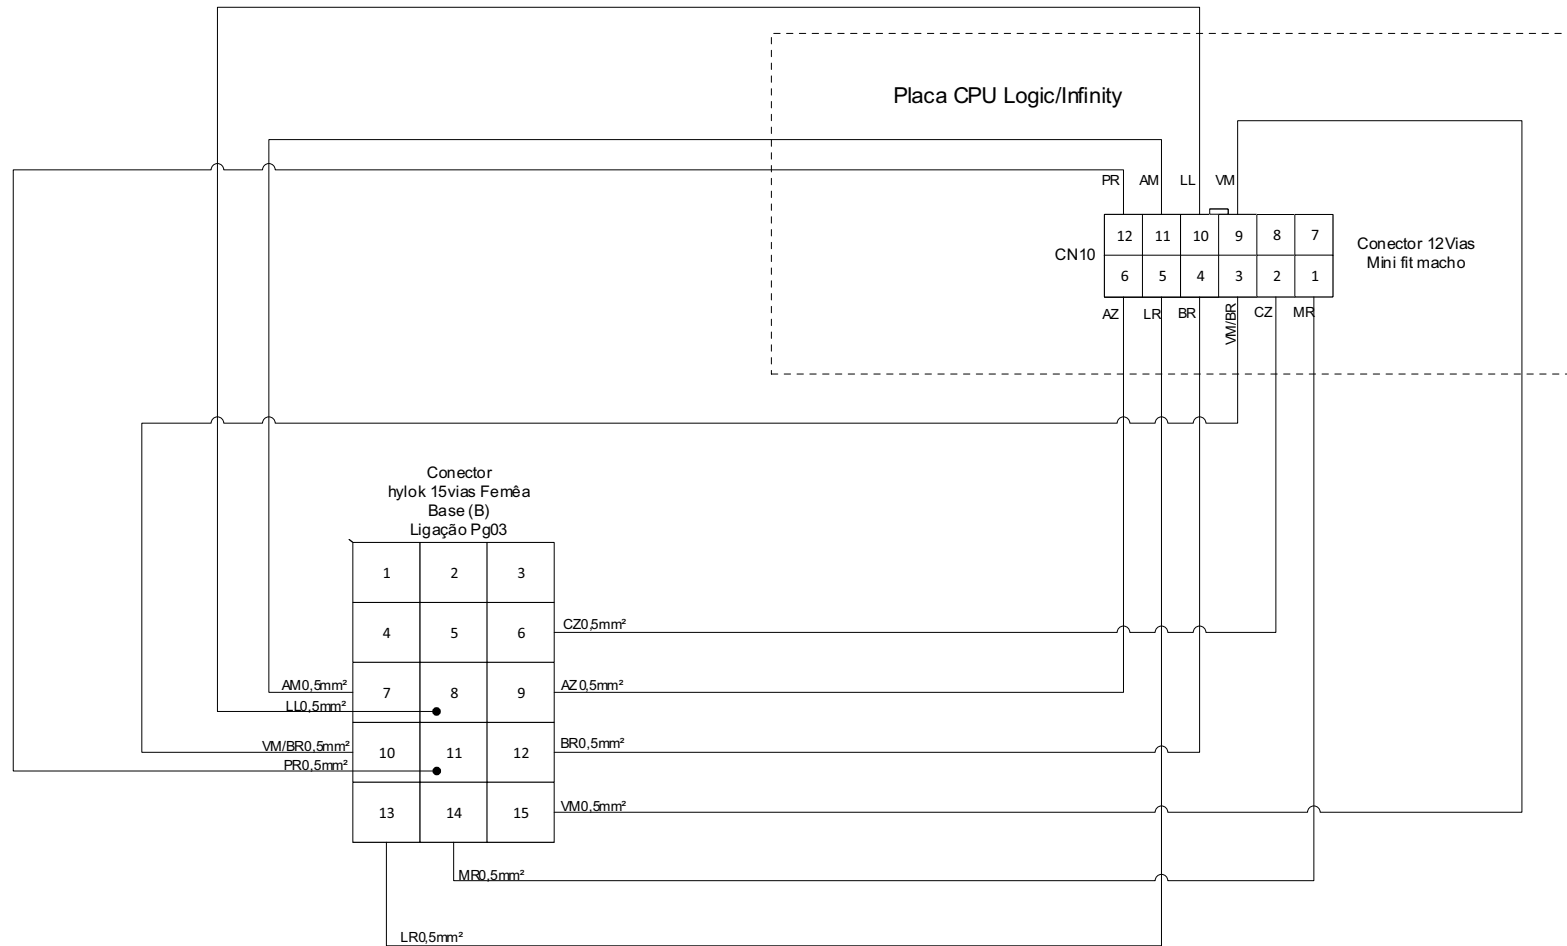 Placa CPU Logic/Infinity
PR AM LL VM
12 11 10 9 8 7
CN10
6 5 4 3 2 1
Conector 12Vias
Mini fit macho
AZ LR BR VM/BR CZ MR
Conector
hylok 15vias Femêa
Base (B)
Ligação Pg03
1 2 3
4 5 6
CZ0,5mm²
AM0,5mm²
7 8 9
AZ0,5mm²
LL0,5mm²
VM/BR0,5mm²
10 11 12
BR0,5mm²
PR0,5mm²
13 14 15
VM0,5mm²
MR0,5mm²
LR0,5mm²